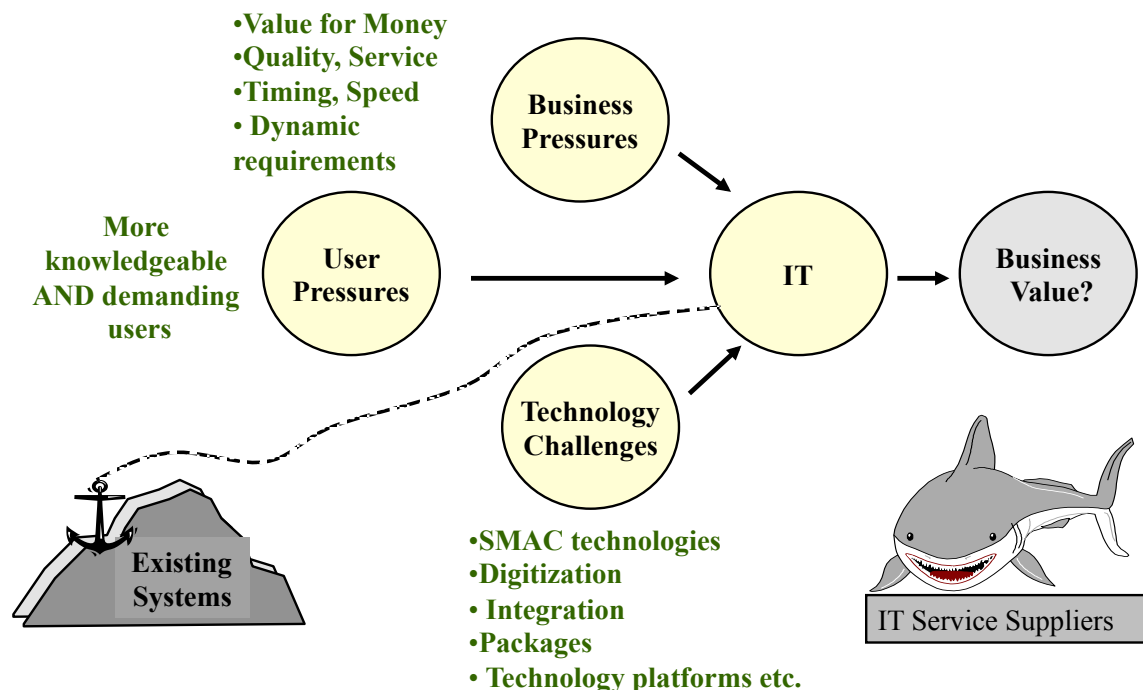 •Value for Money
•Quality, Service
•Timing, Speed
• Dynamic
requirements
Business
Pressures
More
knowledgeable
AND demanding
users
User
Pressures
IT
Business
Value?
Technology
Challenges
Existing
Systems
•SMAC technologies
•Digitization
• Integration
•Packages
• Technology platforms etc.
IT Service Suppliers